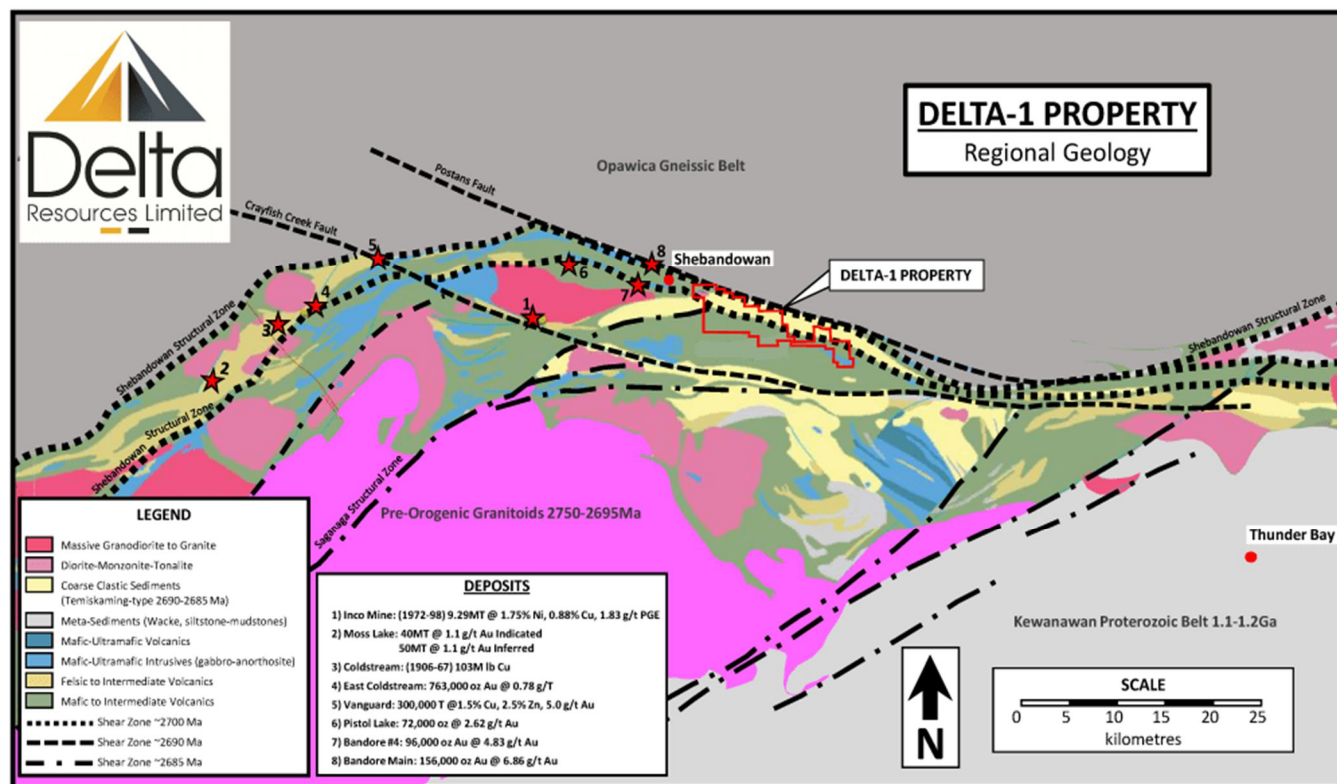 Delta
Resources Limited
DELTA-1 PROPERTY
Regional Geology
Opawica Gneissic Belt
Postans Fault
Crayfish Creek Fault
5
8
Shebandowan
6
7
DELTA-1 PROPERTY
4
3
1
2
Shebandowan Structural Zone
Shebandowan Structural Zone
Shebandowan Structural Zone
Saganaga Structural Zone
Pre-Orogenic Granitoids 2750-2695Ma
Thunder Bay
Kewanawan Proterozoic Belt 1.1-1.2Ga
LEGEND
Massive Granodiorite to Granite
Diorite-Monzonite-Tonalite
Coarse Clastic Sediments
(Temiskaming-type 2690-2685 Ma)
Meta-Sediments (Wacke, siltstone-mudstones)
Mafic-Ultramafic Volcanics
Mafic-Ultramafic Intrusives (gabbro-anorthosite)
Felsic to Intermediate Volcanics
Mafic to Intermediate Volcanics
Shear Zone ~2700 Ma
Shear Zone ~2690 Ma
Shear Zone ~2685 Ma
DEPOSITS
1) Inco Mine: (1972-98) 9.29MT @ 1.75% Ni, 0.88% Cu, 1.83 g/t PGE
2) Moss Lake: 40MT @ 1.1 g/t Au Indicated
50MT @ 1.1 g/t Au Inferred
3) Coldstream: (1906-67) 103M lb Cu
4) East Coldstream: 763,000 oz Au @ 0.78 g/T
5) Vanguard: 300,000 T @1.5% Cu, 2.5% Zn, 5.0 g/t Au
6) Pistol Lake: 72,000 oz @ 2.62 g/t Au
7) Bandore #4: 96,000 oz Au @ 4.83 g/t Au
8) Bandore Main: 156,000 oz Au @ 6.86 g/t Au
N
SCALE
0 5 10 15 20 25
kilometres